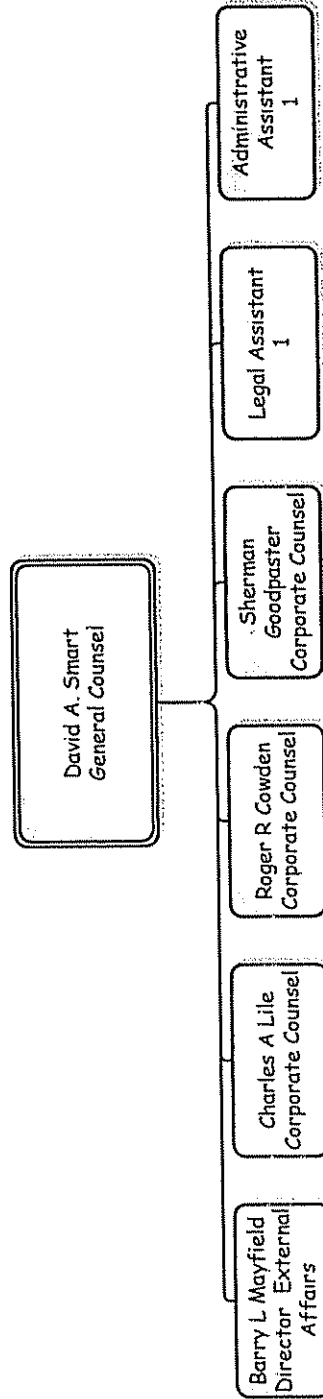 David A. Smart
General Counsel
Barry L Mayfield
Director External
Affairs
Charles A Lile
Corporate Counsel
Roger R Cowden
Corporate Counsel
Sherman
Goodpaster
Corporate Counsel
Legal Assistant
1
Administrative
Assistant
1